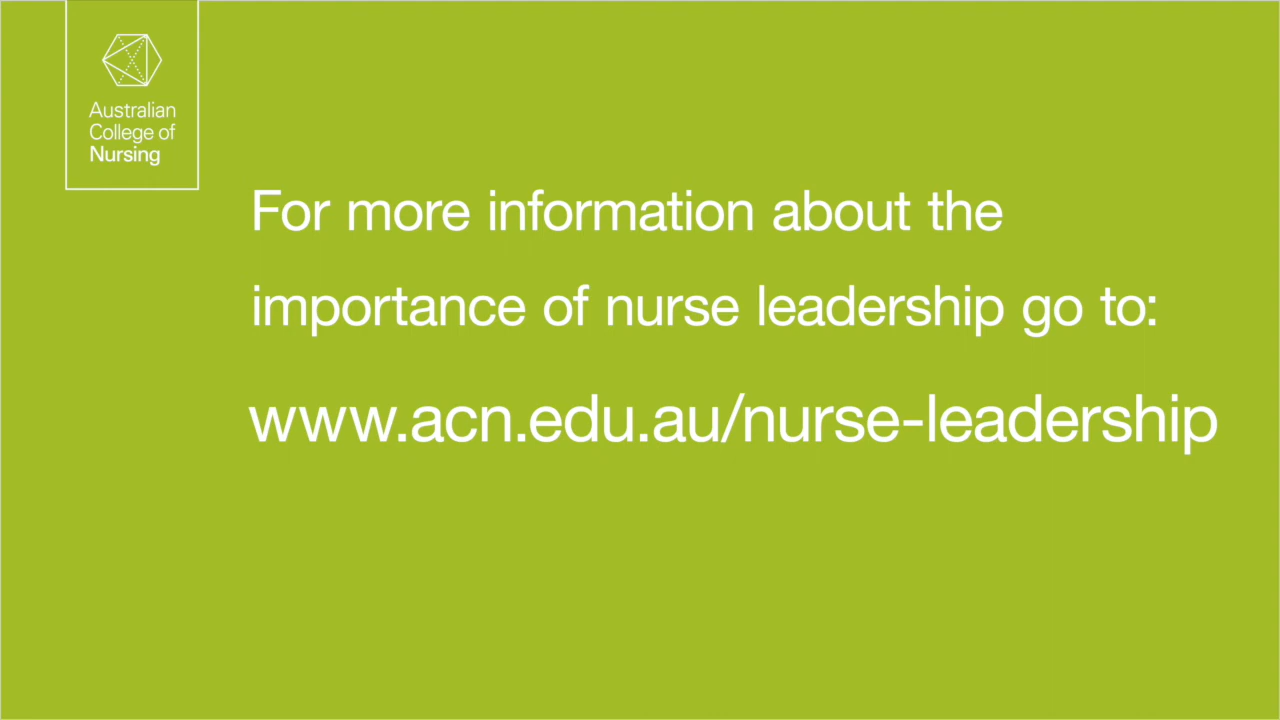 Australian
College of
Nursing
For more information about the
importance of nurse leadership go to:
www.acn.edu.au/nurse-leadership